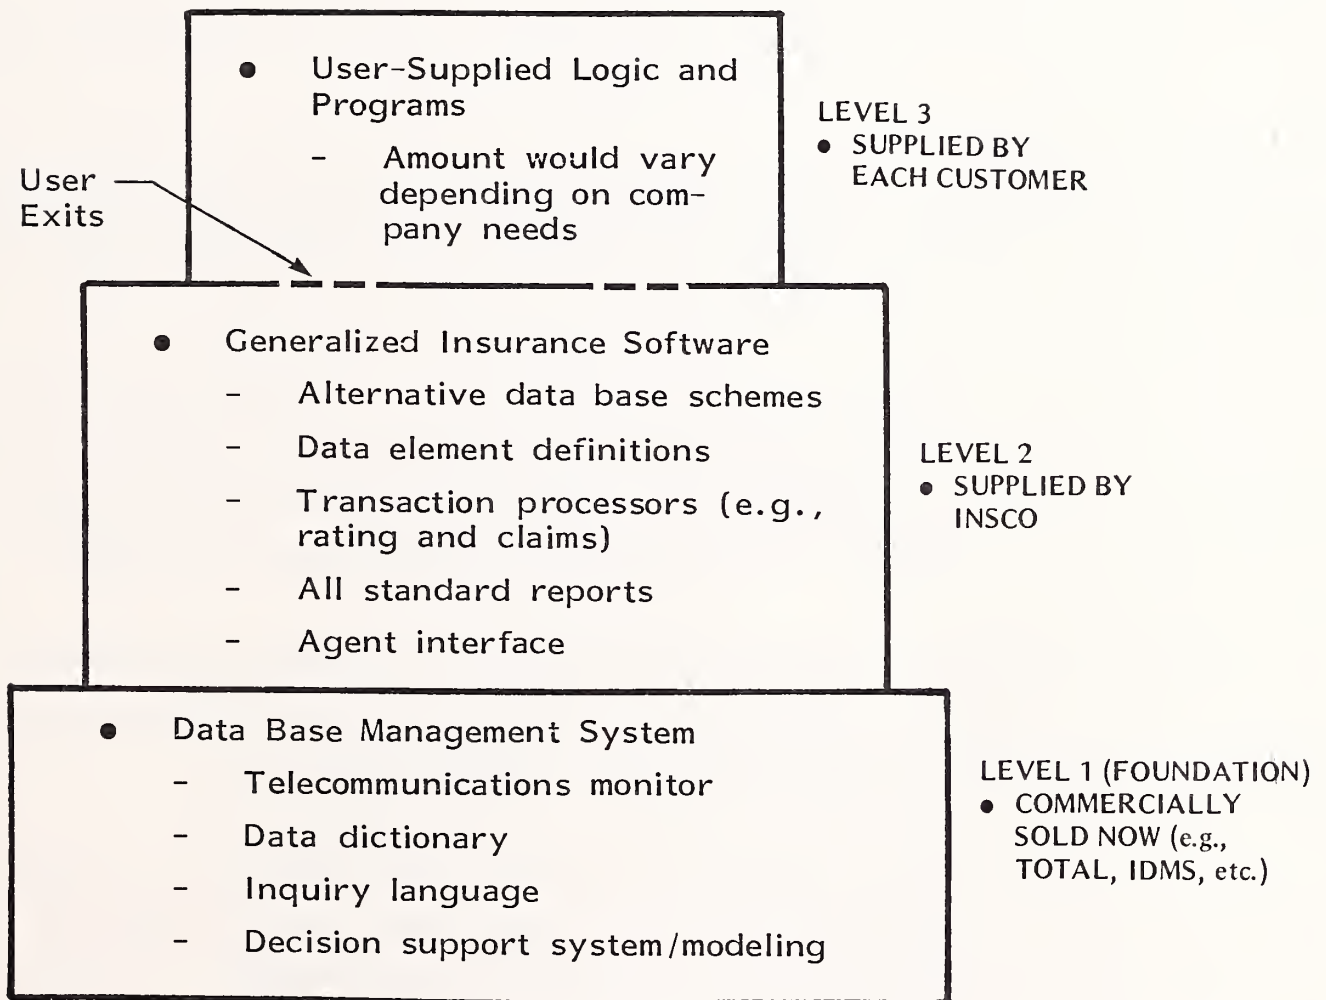 ● User-Supplied Logic and
Programs
- Amount would vary
depending on com-
pany needs
LEVEL 3
● SUPPLIED BY
EACH CUSTOMER
User
Exits
● Generalized Insurance Software
- Alternative data base schemes
- Data element definitions
- Transaction processors (e.g.,
rating and claims)
- All standard reports
- Agent interface
LEVEL 2
● SUPPLIED BY
INSCO
● Data Base Management System
- Telecommunications monitor
- Data dictionary
- Inquiry language
- Decision support system/modeling
LEVEL 1 (FOUNDATION)
● COMMERCIALLY
SOLD NOW (e.g.,
TOTAL, IDMS, etc.)